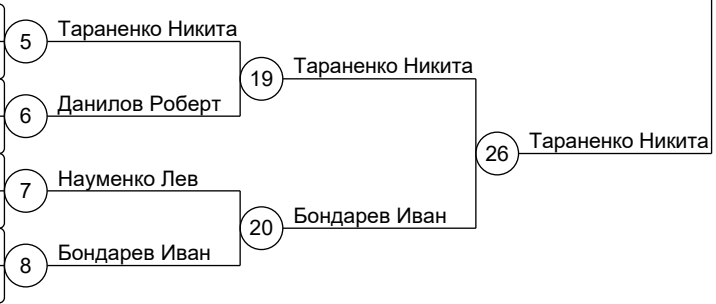 5 Тараненко Никита
19 Тараненко Никита
6 Данилов Роберт
26 Тараненко Никита
7 Науменко Лев
20 Бондарев Иван
8 Бондарев Иван